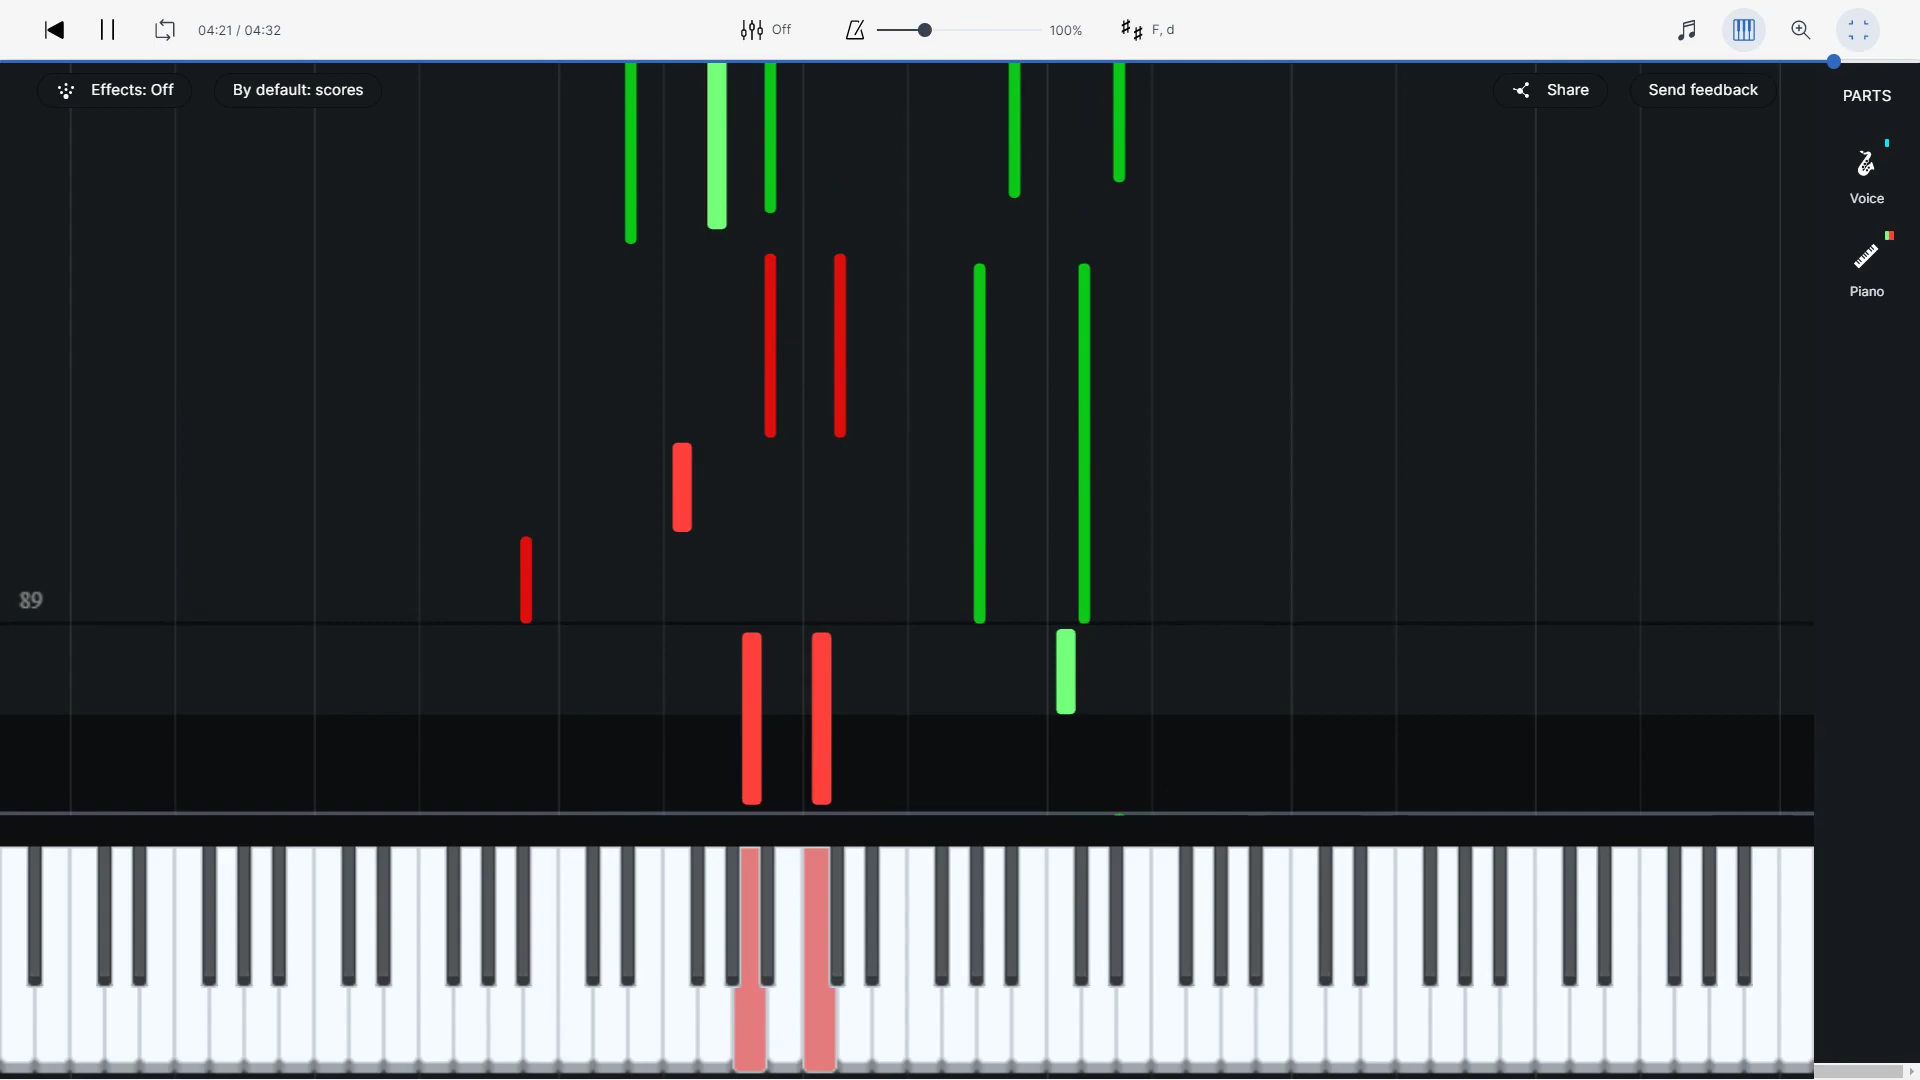 04:21 / 04:32
Off
100%
F, d
Effects: Off
By default: scores
Share
Send feedback
PARTS
Voice
Piano
89